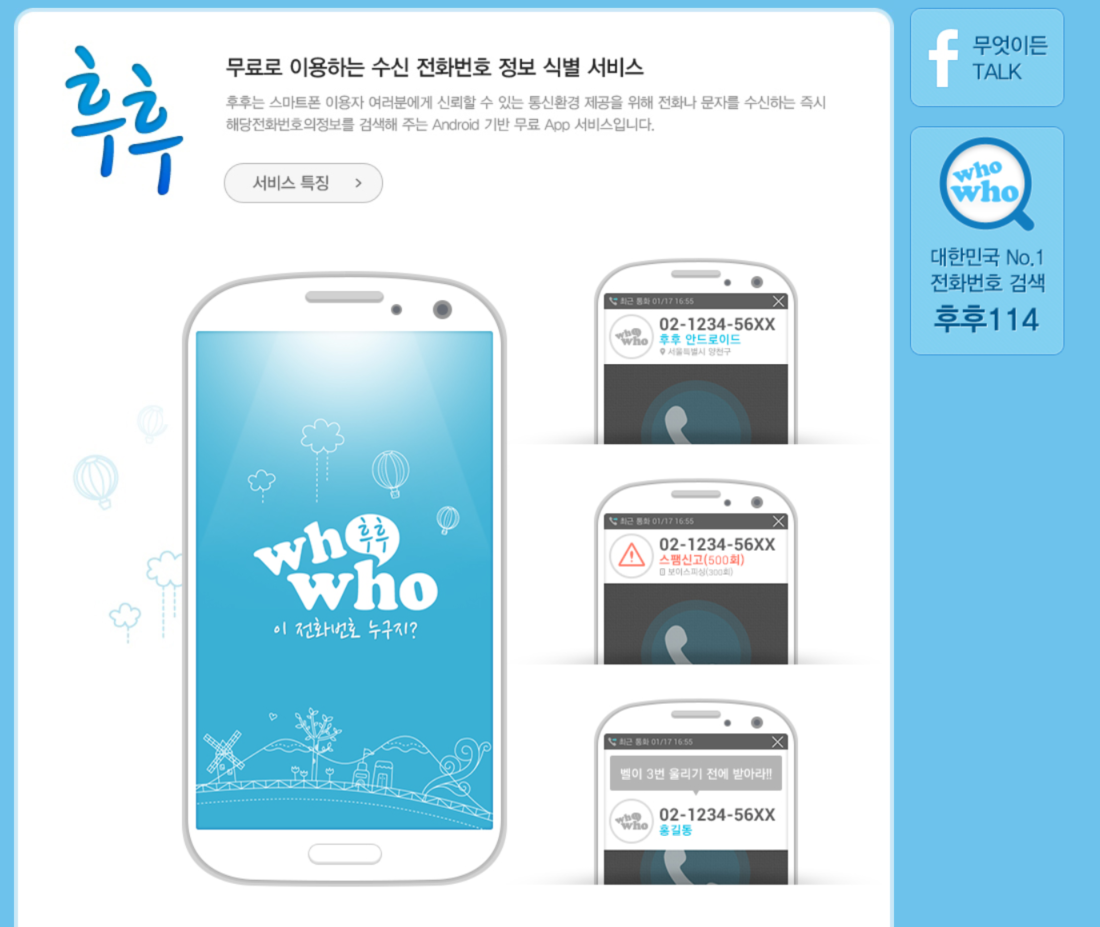 후후
무료로 이용하는 수신 전화번호 정보 식별 서비스
후후는 스마트폰 이용자 여러분에게 신뢰할 수 있는 통신환경 제공을 위해 전화나 문자를 수신하는 즉시
해당전화번호의정보를 검색해 주는 Android 기반 무료 App 서비스입니다.
서비스 특징 >
who 후후
who
이 전화번호 누구지?
최근 통화 01/17 16:55
who
who
02-1234-56XX
후후 안드로이드
서울특별시 양천구
최근 통화 01/17 16:55
02-1234-56XX
스팸신고(500회)
보이스피싱(300회)
최근 통화 01/17 16:55
벨이 3번 울리기 전에 받아라!!
who
who
02-1234-56XX
홍길동
f 무엇이든
TALK
who
who
대한민국 No.1
전화번호 검색
후후114